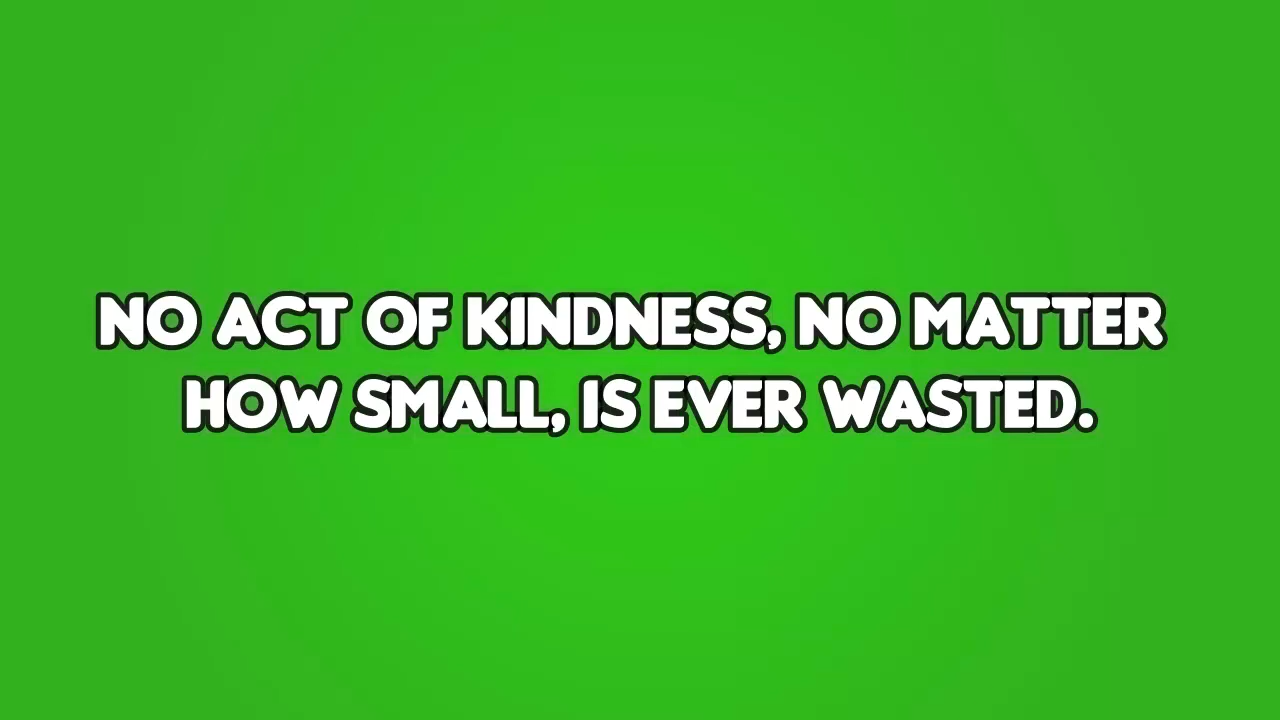 NO ACT OF KINDNESS, NO MATTER
HOW SMALL, IS EVER WASTED.